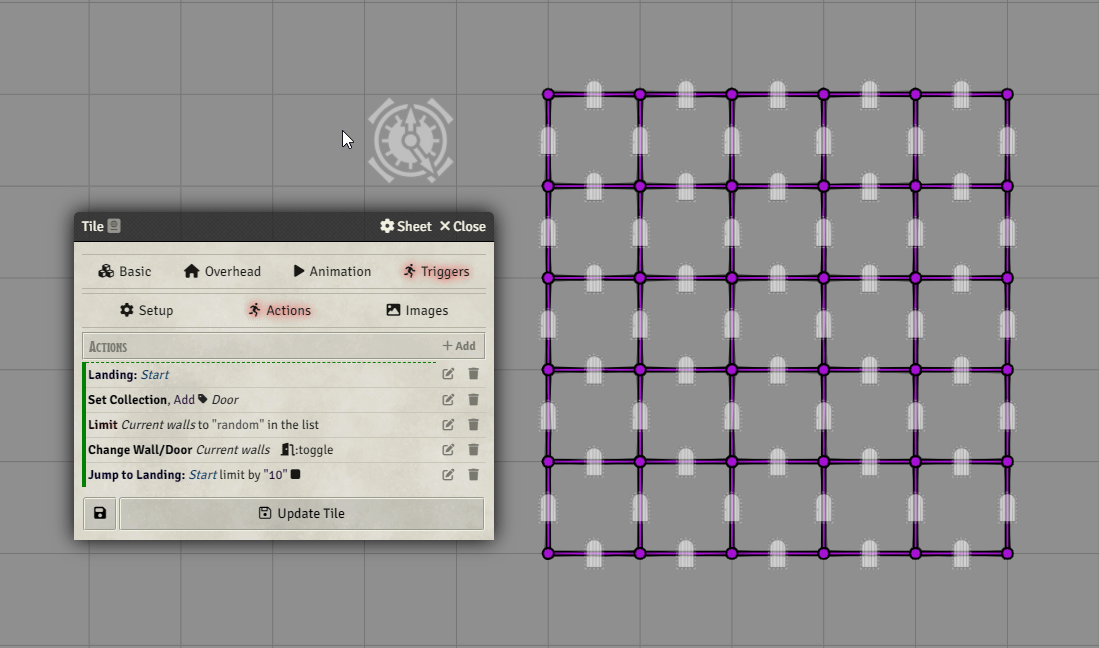 Tile Sheet Close
Basic Overhead Animation Triggers
Setup Actions Images
Actions Add
Landing: Start
Set Collection, Add Door
Limit Current walls to "random" in the list
Change Wall/Door Current walls :toggle
Jump to Landing: Start limit by "10"
Update Tile